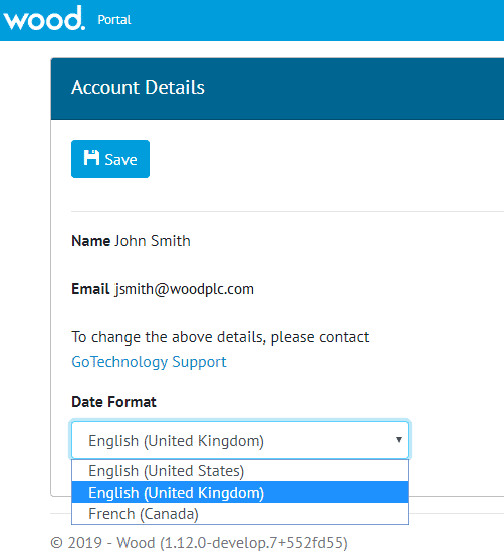 wood. Portal
Account Details
Save
Name John Smith
Email jsmith@woodplc.com
To change the above details, please contact
GoTechnology Support
Date Format
English (United Kingdom)
English (United States)
English (United Kingdom)
French (Canada)
© 2019 - Wood (1.12.0-develop.7+552fd55)